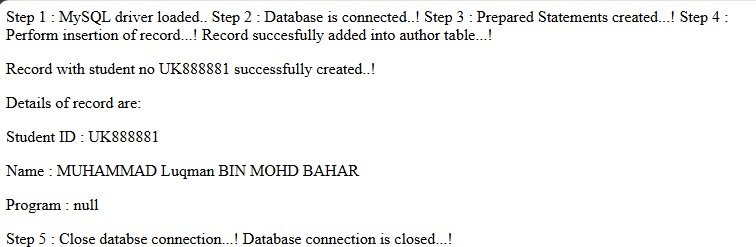 Step 1 : MySQL driver loaded.. Step 2 : Database is connected..! Step 3 : Prepared Statements created...! Step 4 :
Perform insertion of record...! Record succesfully added into author table...!
Record with student no UK888881 successfully created..!
Details of record are:
Student ID : UK888881
Name : MUHAMMAD Luqman BIN MOHD BAHAR
Program : null
Step 5 : Close databse connection...! Database connection is closed...!